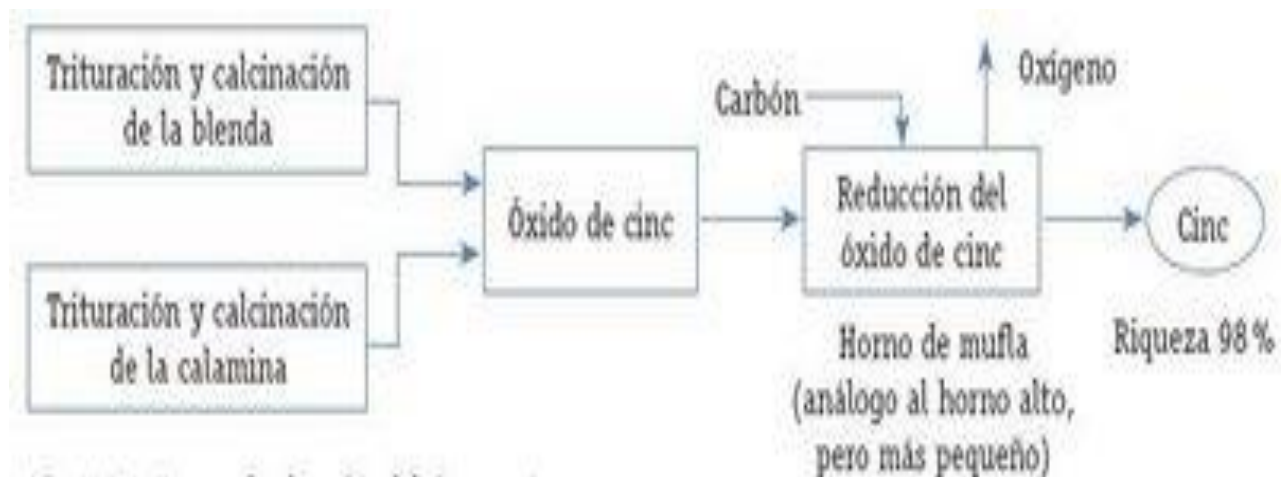 Trituración y calcinación
de la blenda
Trituración y calcinación
de la calamina
Óxido de cinc
Carbón
Oxígeno
Reducción del
óxido de cinc
Horno de mufla
(análogo al horno alto,
pero más pequeño)
Cinc
Riqueza 98%